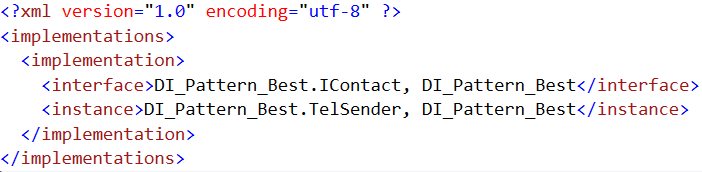 <?xml version="1.0" encoding="utf-8" ?>
<implementations>
  <implementation>
    <interface>DI_Pattern_Best.IContact, DI_Pattern_Best</interface>
    <instance>DI_Pattern_Best.TelSender, DI_Pattern_Best</instance>
  </implementation>
</implementations>